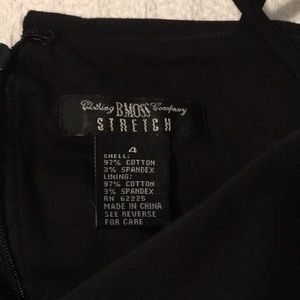 Clothing BMOSS Company
STRETCH
4
SHELL:
97% COTTON
3% SPANDEX
LINING:
97% COTTON
3% SPANDEX
RN 62225
MADE IN CHINA
SEE REVERSE
FOR CARE